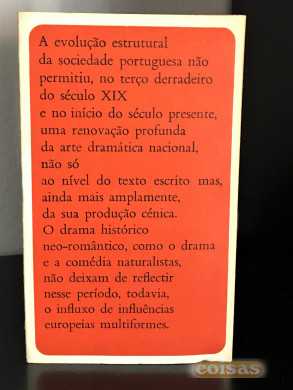 A evolução estrutural
da sociedade portuguesa não
permitiu, no terço derradeiro
do século XIX
e no início do século presente,
uma renovação profunda
da arte dramática nacional,
não só
ao nível do texto escrito mas,
ainda mais amplamente,
da sua produção cénica.
O drama histórico
neo-romântico, como o drama
e a comédia naturalistas,
não deixam de reflectir
nesse período, todavia,
o influxo de influências
europeias multiformes.
coisas